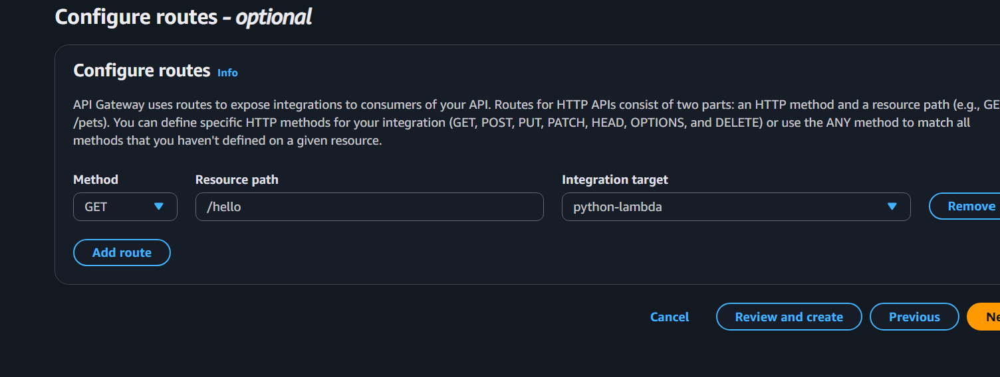 Configure routes - optional
Configure routes Info
API Gateway uses routes to expose integrations to consumers of your API. Routes for HTTP APIs consist of two parts: an HTTP method and a resource path (e.g., GE
/pets). You can define specific HTTP methods for your integration (GET, POST, PUT, PATCH, HEAD, OPTIONS, and DELETE) or use the ANY method to match all
methods that you haven't defined on a given resource.
Method Resource path Integration target
GET /hello python-lambda Remove
Add route
Cancel Review and create Previous Ne